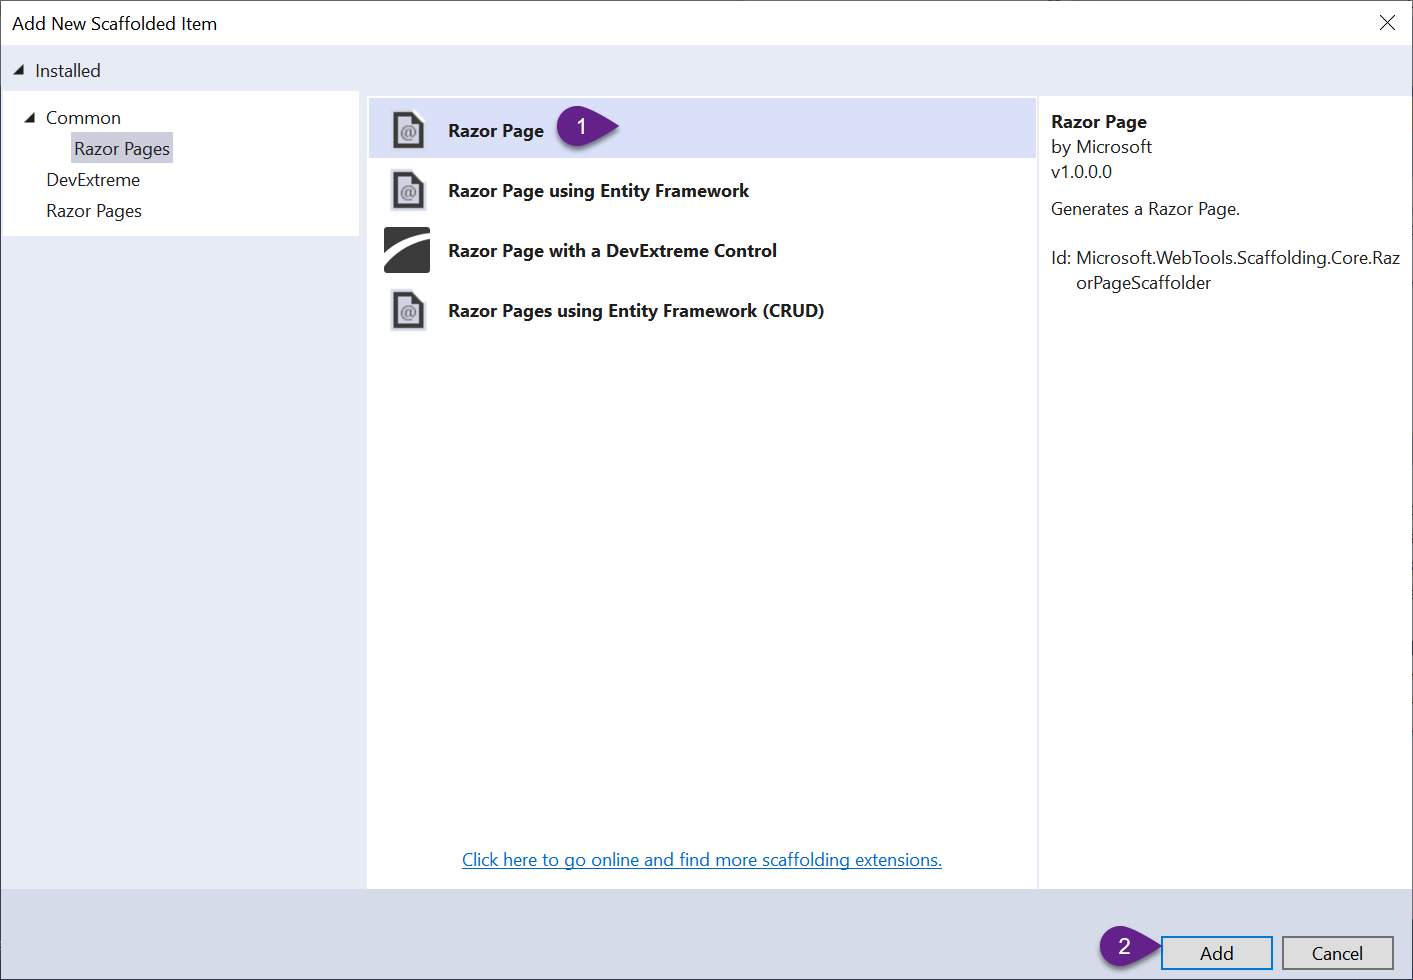 Add New Scaffolded Item
Installed
Common
Razor Pages
DevExtreme
Razor Pages
Razor Page
1
Razor Page using Entity Framework
Razor Page with a DevExtreme Control
Razor Pages using Entity Framework (CRUD)
Click here to go online and find more scaffolding extensions.
Razor Page
by Microsoft
v1.0.0.0
Generates a Razor Page.
Id: Microsoft.WebTools.Scaffolding.Core.Raz
orPageScaffolder
2
Add
Cancel